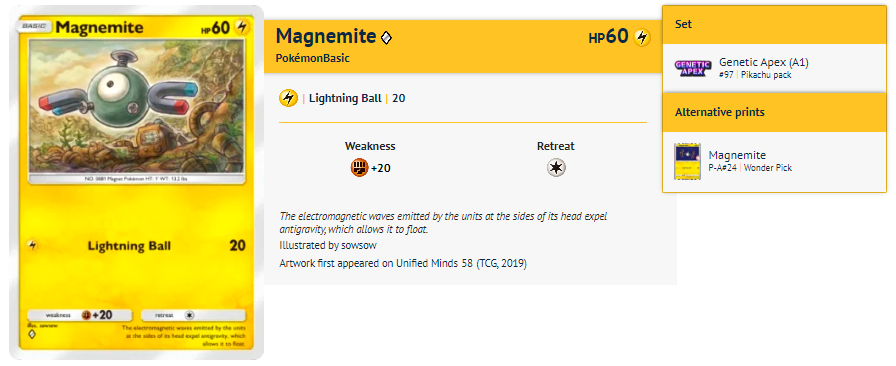 BASIC Magnemite HP60
NO. 0081 Magnet Pokémon HT: 1' WT: 13.2 lbs
Lightning Ball 20
weakness +20 retreat
Illus. sowsow
The electromagnetic waves emitted by the units
at the sides of its head expel antigravity, which
allows it to float.
Magnemite HP60
PokémonBasic
| Lightning Ball | 20
Weakness Retreat
+20
The electromagnetic waves emitted by the units at the sides of its head expel
antigravity, which allows it to float.
Illustrated by sowsow
Artwork first appeared on Unified Minds 58 (TCG, 2019)
Set
GENETIC
APEX
Genetic Apex (A1)
#97 | Pikachu pack
Alternative prints
Magnemite
P-A#24 | Wonder Pick